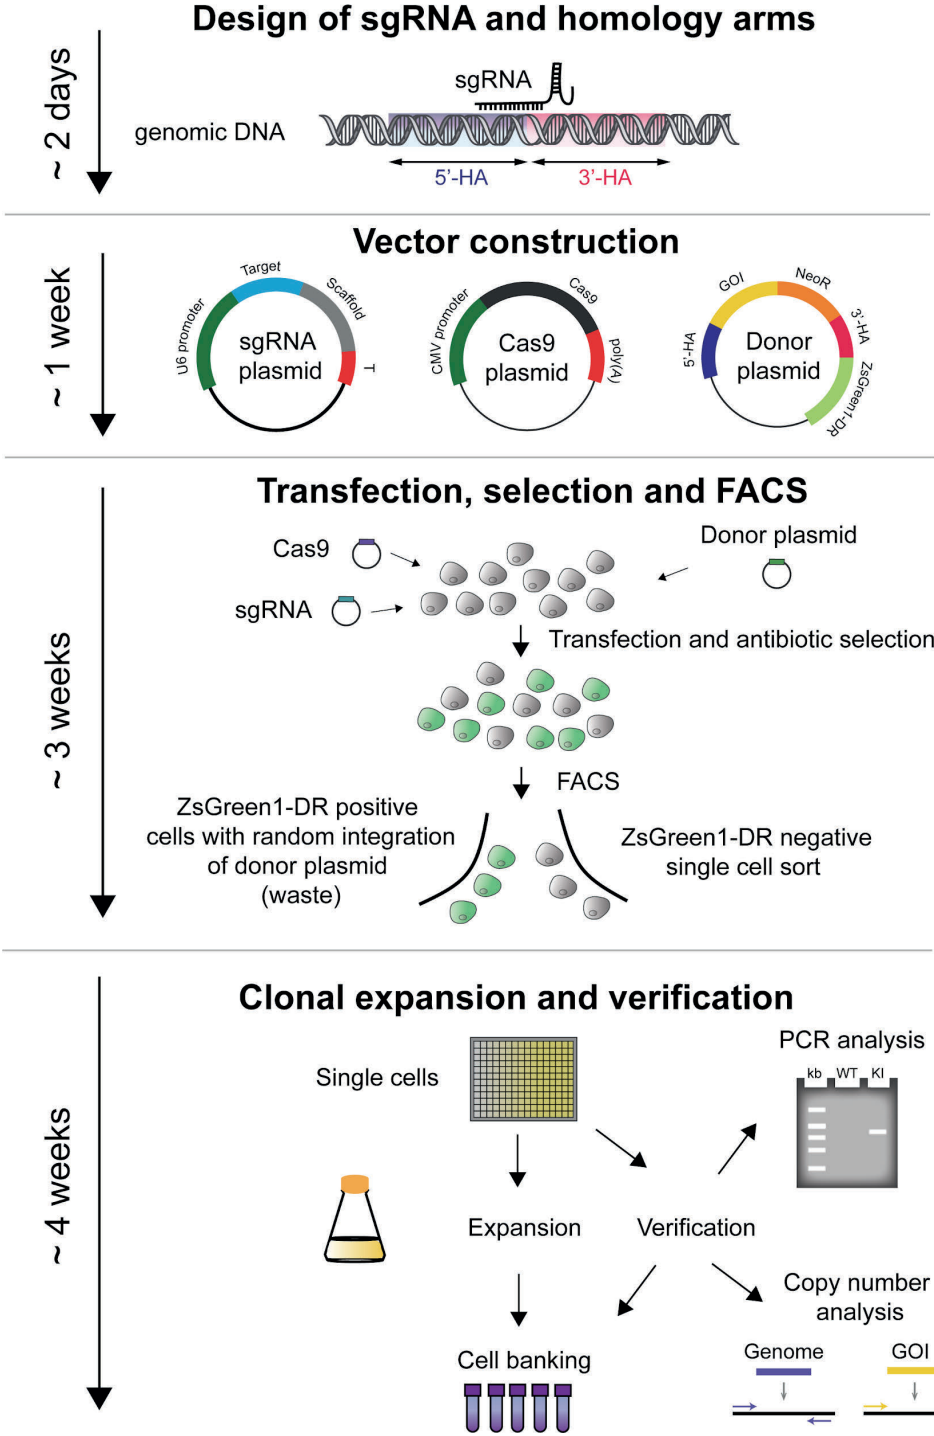 Design of sgRNA and homology arms
~ 2 days
sgRNA
genomic DNA
5’-HA
3’-HA
Vector construction
~ 1 week
U6 promoter
Target
Scaffold
T
sgRNA
plasmid
CMV promoter
Cas9
poly(A)
Cas9
plasmid
5’-HA
GOI
NeoR
3’-HA
ZsGreen1-DR
Donor
plasmid
Transfection, selection and FACS
~ 3 weeks
Cas9
Donor plasmid
sgRNA
Transfection and antibiotic selection
FACS
ZsGreen1-DR positive
cells with random integration
of donor plasmid
(waste)
ZsGreen1-DR negative
single cell sort
Clonal expansion and verification
~ 4 weeks
Single cells
PCR analysis
kb WT KI
Expansion
Verification
Copy number
analysis
Cell banking
Genome
GOI